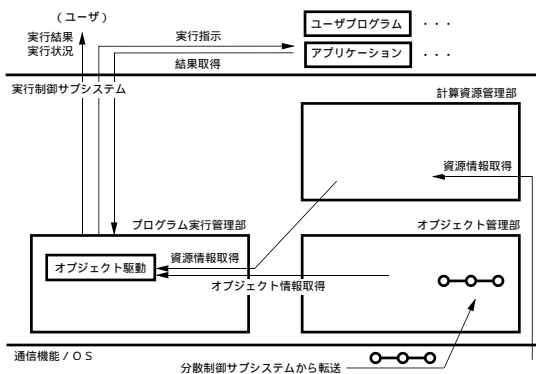 （ユーザ）
ユーザプログラム ・・・
実行結果
実行状況
実行指示
アプリケーション ・・・
結果取得
実行制御サブシステム
計算資源管理部
資源情報取得
プログラム実行管理部
オブジェクト管理部
オブジェクト駆動
資源情報取得
オブジェクト情報取得
通信機能／ＯＳ
分散制御サブシステムから転送